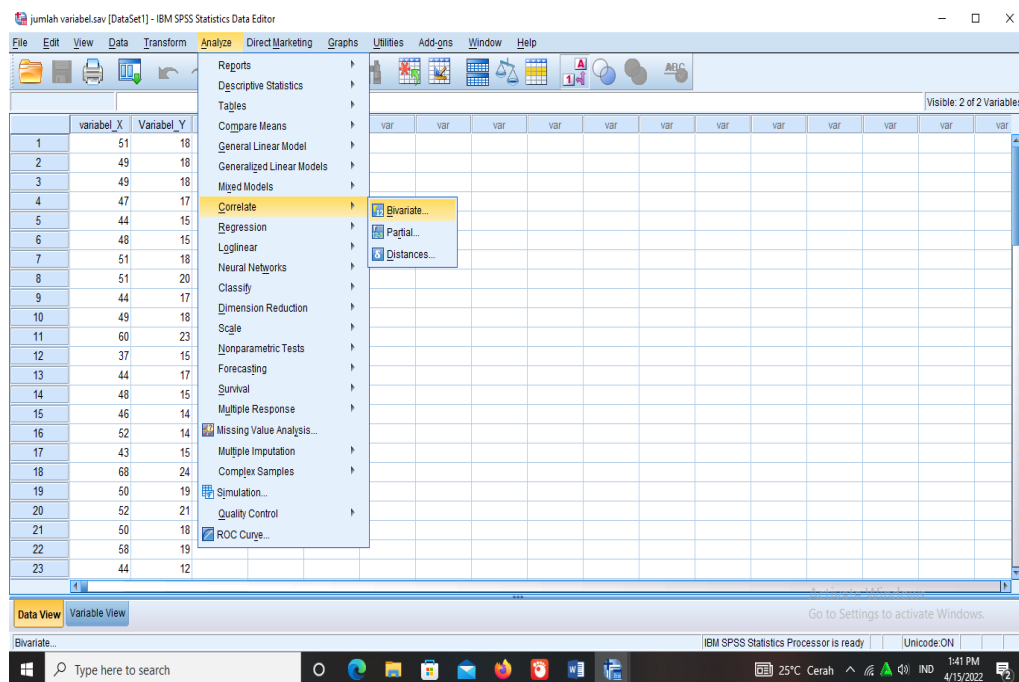 jumlah variabel.sav [DataSet1] - IBM SPSS Statistics Data Editor
File Edit View Data Transform Analyze Direct Marketing Graphs Utilities Add-ons Window Help
Visible: 2 of 2 Variables
variabel_X Variabel_Y var var var var var var var var var var var var
1 51 18
2 49 18
3 49 18
4 47 17
5 44 15
6 48 15
7 51 18
8 51 20
9 44 17
10 49 18
11 60 23
12 37 15
13 44 17
14 48 15
15 46 14
16 52 14
17 43 15
18 68 24
19 50 19
20 52 21
21 50 18
22 58 19
23 44 12
Reports
Descriptive Statistics
Tables
Compare Means
General Linear Model
Generalized Linear Models
Mixed Models
Correlate
Regression
Loglinear
Neural Networks
Classify
Dimension Reduction
Scale
Nonparametric Tests
Forecasting
Survival
Multiple Response
Missing Value Analysis...
Multiple Imputation
Complex Samples
Simulation...
Quality Control
ROC Curve...
Bivariate...
Partial...
Distances...
Activate Windows
Go to Settings to activate Windows.
Data View Variable View
Bivariate...
IBM SPSS Statistics Processor is ready Unicode:ON
Type here to search
25°C Cerah IND 1:41 PM
4/15/2022